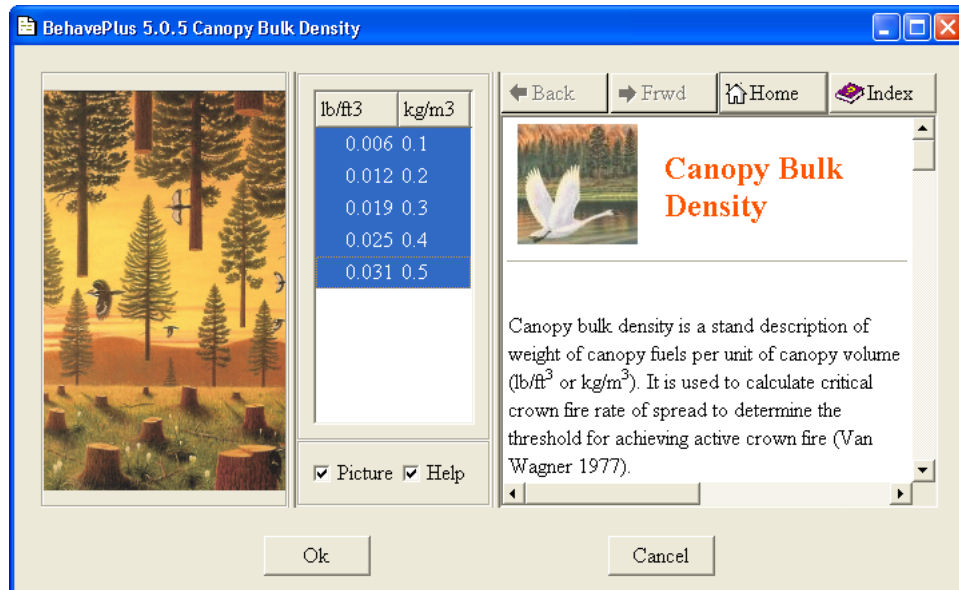 BehavePlus 5.0.5 Canopy Bulk Density
lb/ft3 kg/m3
0.006 0.1
0.012 0.2
0.019 0.3
0.025 0.4
0.031 0.5
Picture Help
Back Frwd Home Index
Canopy Bulk
Density
Canopy bulk density is a stand description of
weight of canopy fuels per unit of canopy volume
(lb/ft³ or kg/m³). It is used to calculate critical
crown fire rate of spread to determine the
threshold for achieving active crown fire (Van
Wagner 1977).
Ok Cancel